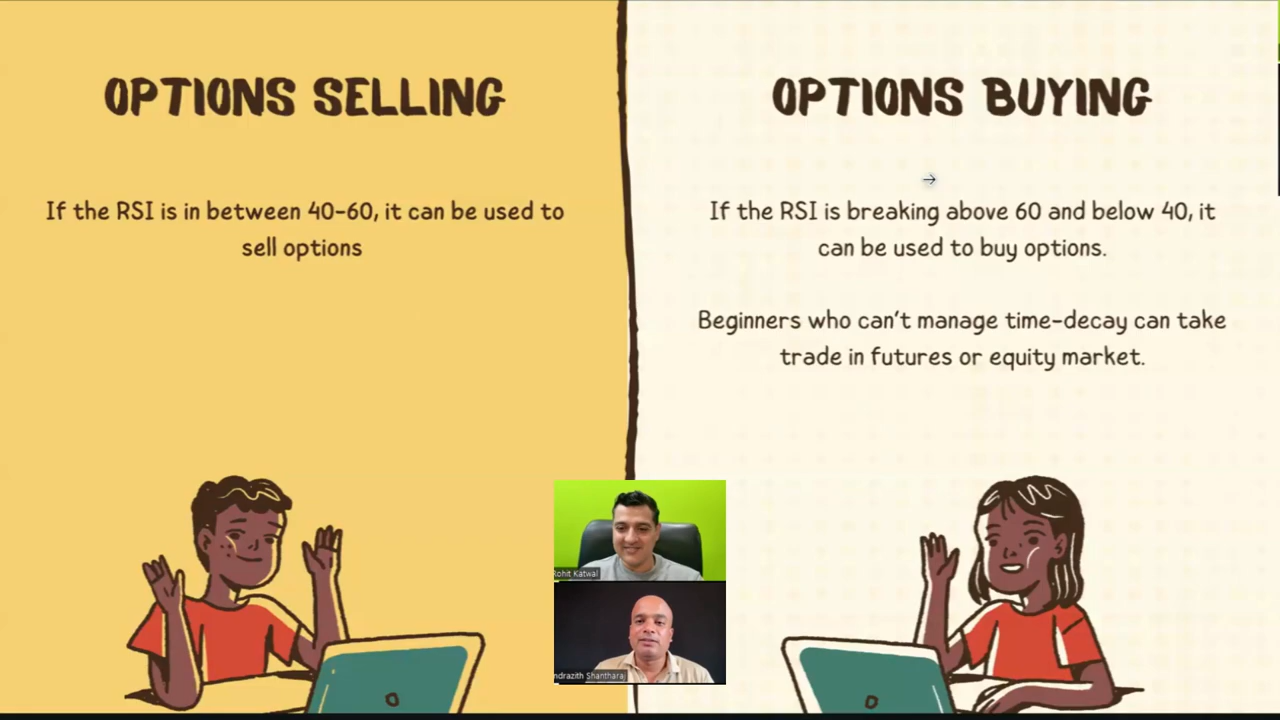 OPTIONS SELLING
If the RSI is in between 40-60, it can be used to
sell options
OPTIONS BUYING
If the RSI is breaking above 60 and below 40, it
can be used to buy options.
Beginners who can't manage time-decay can take
trade in futures or equity market.
Rohit Katwal
ndrazith Shantharaj